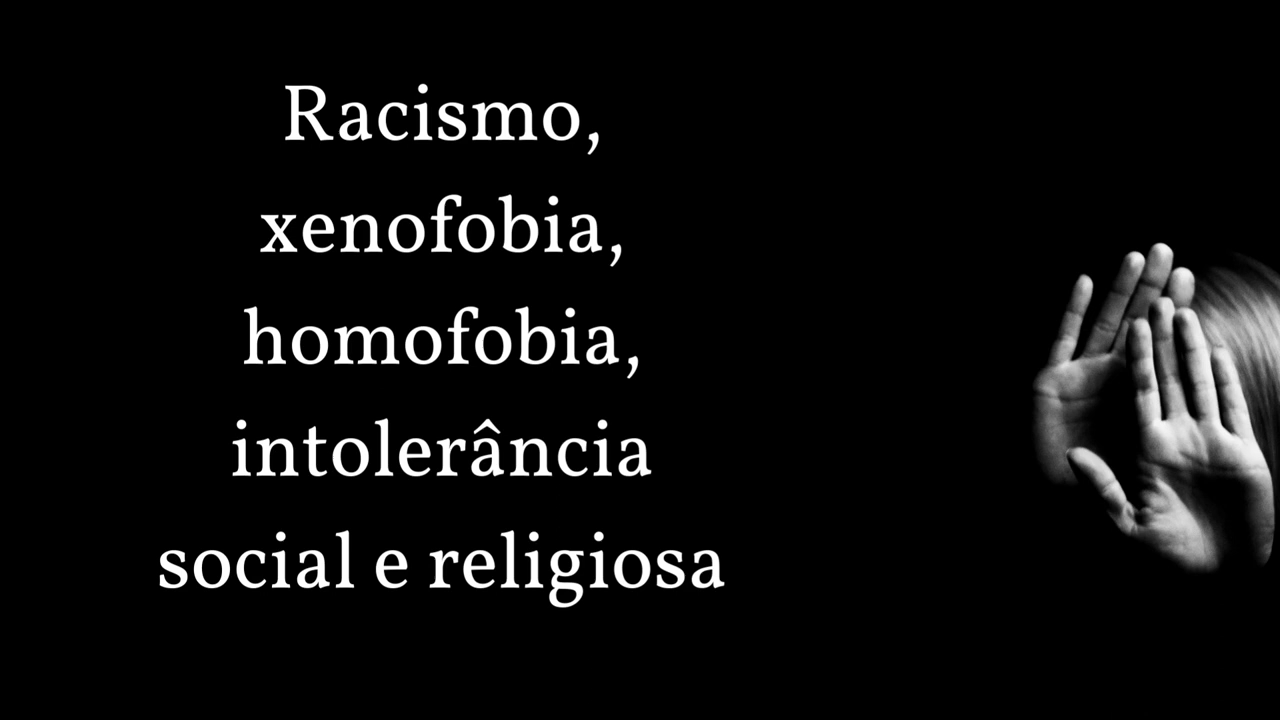 Racismo,
xenofobia,
homofobia,
intolerância
social e religiosa